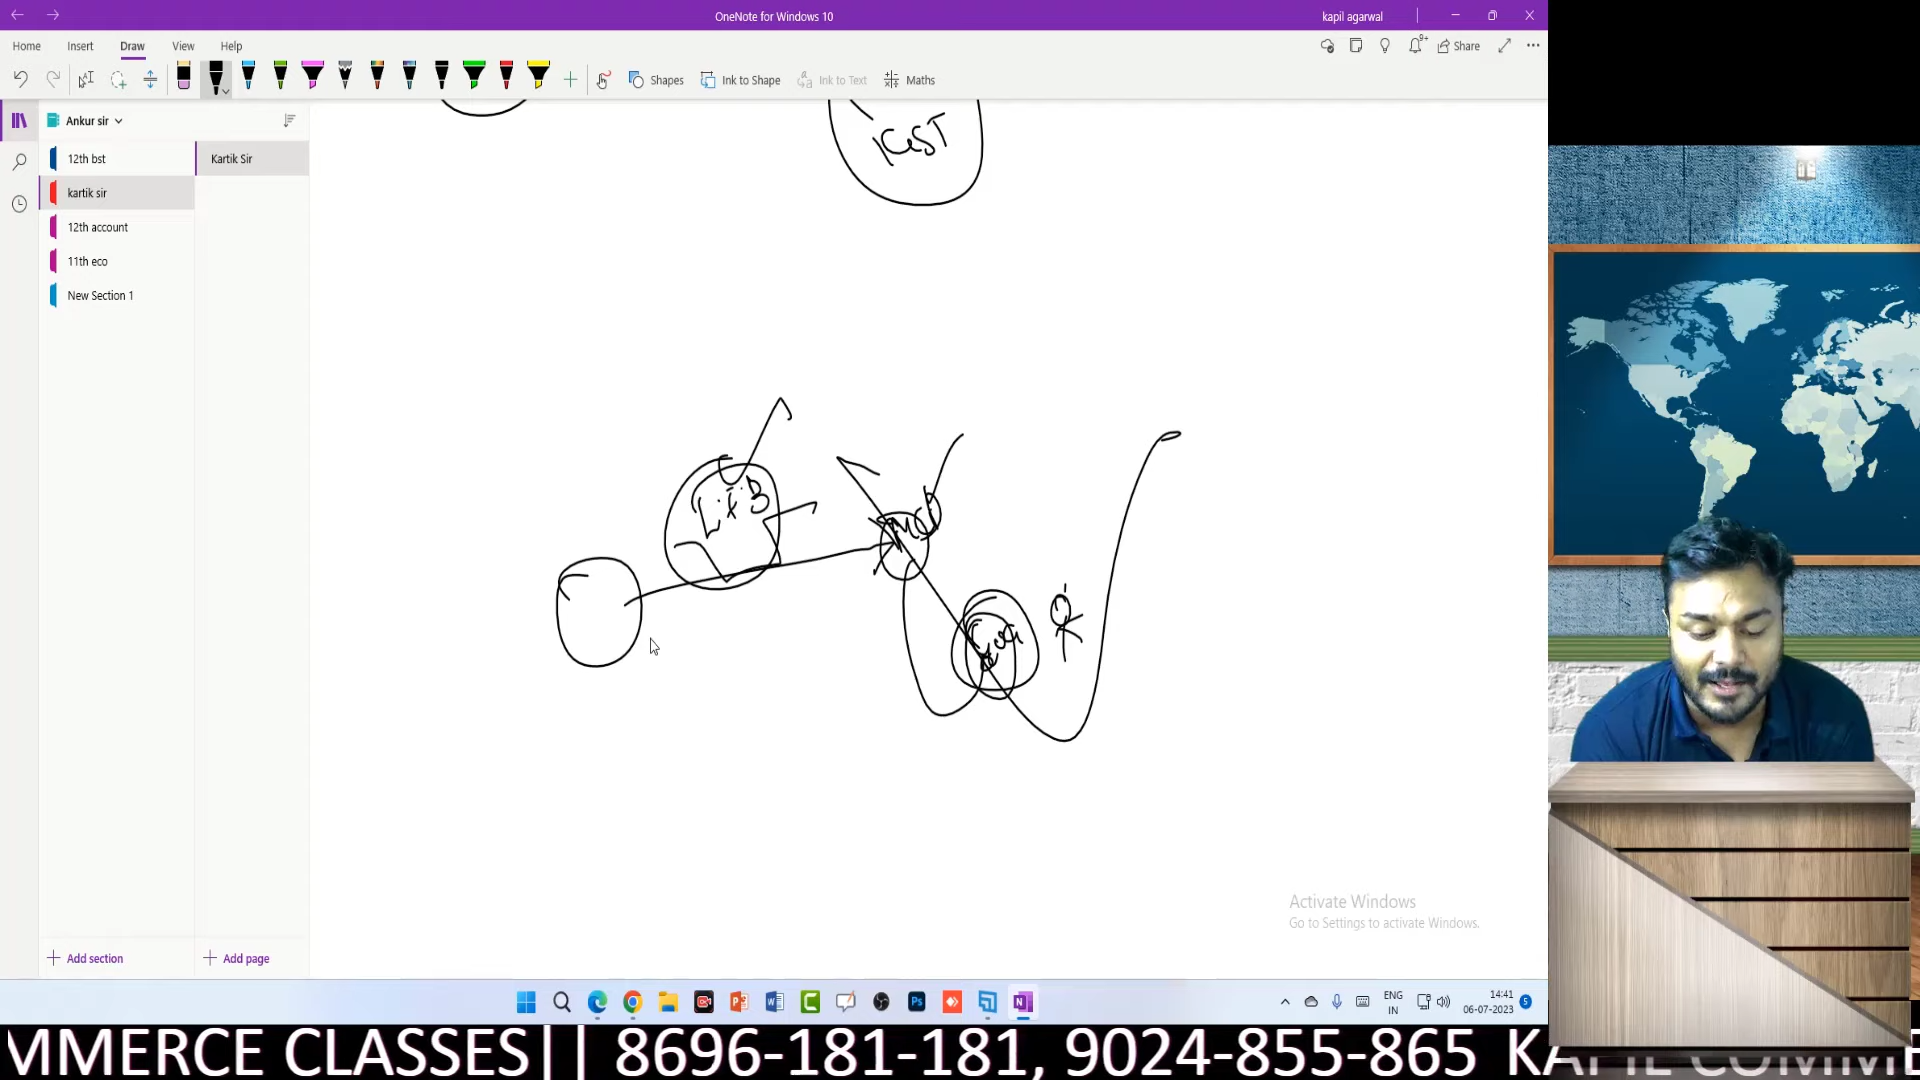 OneNote for Windows 10
kapil agarwal
Home Insert Draw View Help
9+
Share
Shapes
Ink to Shape
Ink to Text
Maths
Ankur sir
12th bst
kartik sir
12th account
11th eco
New Section 1
Kartik Sir
Activate Windows
Go to Settings to activate Windows.
Add section
Add page
ENG
IN
14:41
06-07-2023
5
MMERCE CLASSES|| 8696-181-181, 9024-855-865